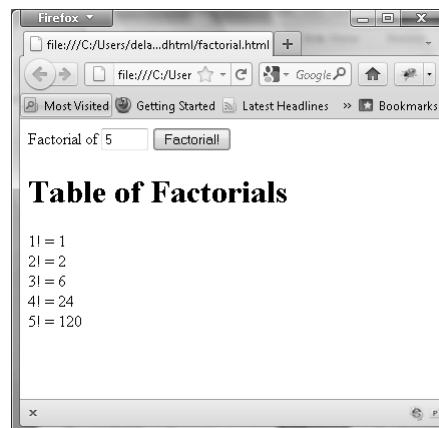 Firefox
file:///C:/Users/dela...dhtml/factorial.html
file:///C:/User
Google
Most Visited Getting Started Latest Headlines » Bookmarks
Factorial of 5 Factorial!
Table of Factorials
1! = 1
2! = 2
3! = 6
4! = 24
5! = 120